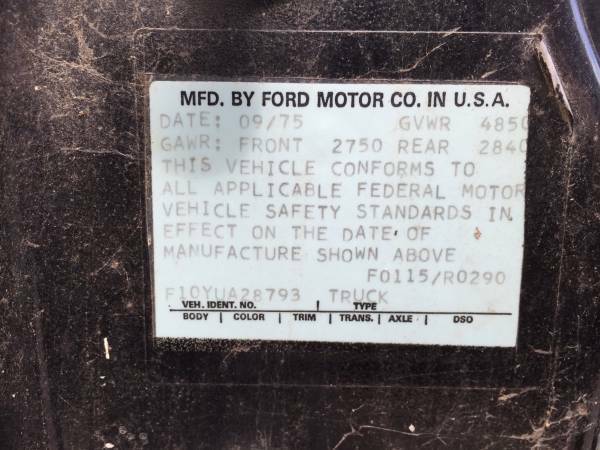 MFD. BY FORD MOTOR CO. IN U.S.A.
DATE: 09/75 GVWR 4850
GAWR: FRONT 2750 REAR 2840
THIS VEHICLE CONFORMS TO
ALL APPLICABLE FEDERAL MOTOR
VEHICLE SAFETY STANDARDS IN
EFFECT ON THE DATE OF
MANUFACTURE SHOWN ABOVE
F0115/R0290
F10YUA28793 TRUCK
VEH. IDENT. NO. | TYPE
BODY | COLOR | TRIM | TRANS. | AXLE | DSO